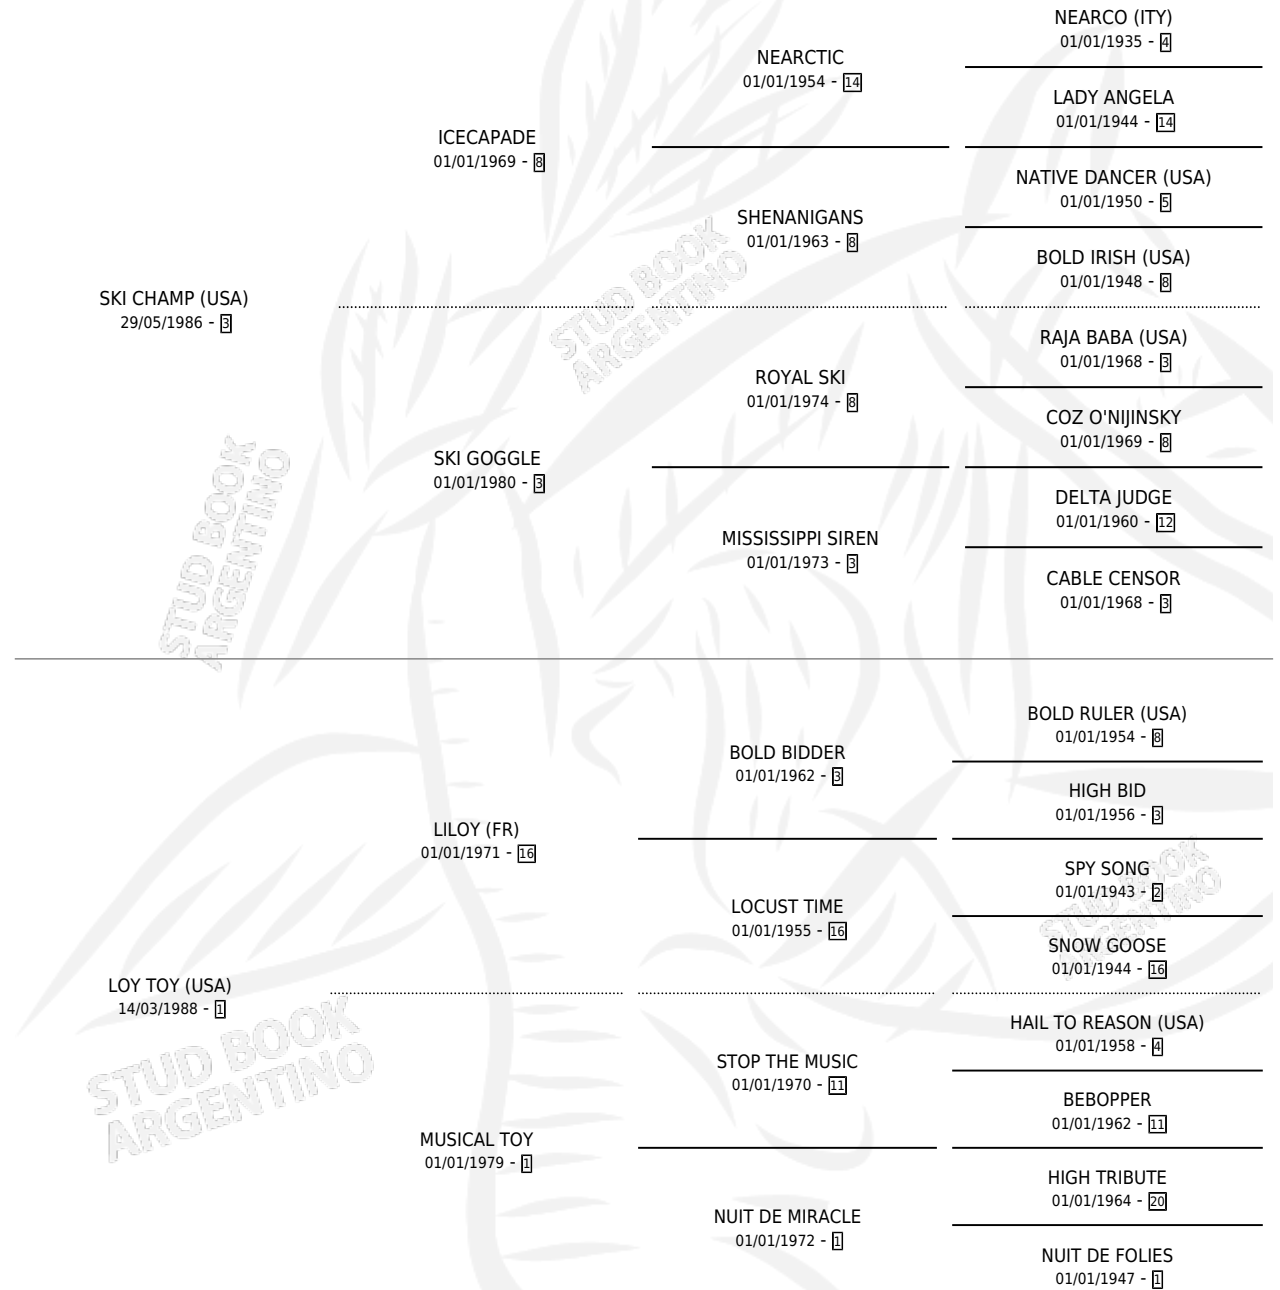 NEARCO (ITY)
01/01/1935 - 4
NEARCTIC
01/01/1954 - 14
LADY ANGELA
01/01/1944 - 14
ICECAPADE
01/01/1969 - 8
NATIVE DANCER (USA)
01/01/1950 - 5
SHENANIGANS
01/01/1963 - 8
BOLD IRISH (USA)
01/01/1948 - 8
SKI CHAMP (USA)
29/05/1986 - 3
RAJA BABA (USA)
01/01/1968 - 3
ROYAL SKI
01/01/1974 - 8
COZ O'NIJINSKY
01/01/1969 - 8
SKI GOGGLE
01/01/1980 - 3
DELTA JUDGE
01/01/1960 - 12
MISSISSIPPI SIREN
01/01/1973 - 3
CABLE CENSOR
01/01/1968 - 3
BOLD RULER (USA)
01/01/1954 - 8
BOLD BIDDER
01/01/1962 - 3
HIGH BID
01/01/1956 - 3
LILOY (FR)
01/01/1971 - 16
SPY SONG
01/01/1943 - 2
LOCUST TIME
01/01/1955 - 16
SNOW GOOSE
01/01/1944 - 16
LOY TOY (USA)
14/03/1988 - 1
HAIL TO REASON (USA)
01/01/1958 - 4
STOP THE MUSIC
01/01/1970 - 11
BEBOPPER
01/01/1962 - 11
MUSICAL TOY
01/01/1979 - 1
HIGH TRIBUTE
01/01/1964 - 20
NUIT DE MIRACLE
01/01/1972 - 1
NUIT DE FOLIES
01/01/1947 - 1
STUD BOOK
ARGENTINO
STUD BOOK
ARGENTINO
STUD BOOK
ARGENTINO
STUD BOOK
ARGENTINO